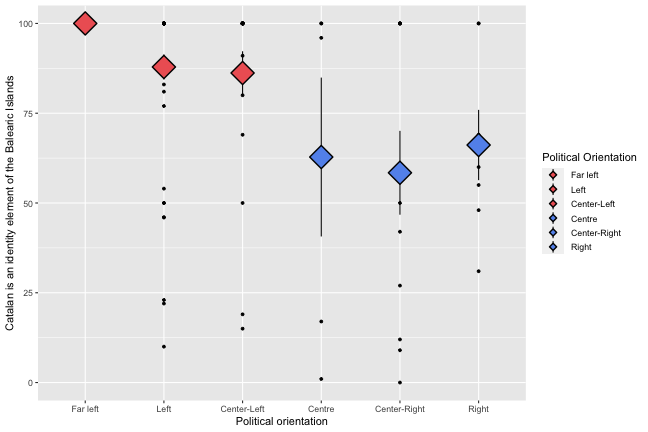 Catalan is an identity element of the Balearic Islands
100
75
50
25
0
Far left Left Center-Left Centre Center-Right Right
Political orientation
Political Orientation
Far left
Left
Center-Left
Centre
Center-Right
Right